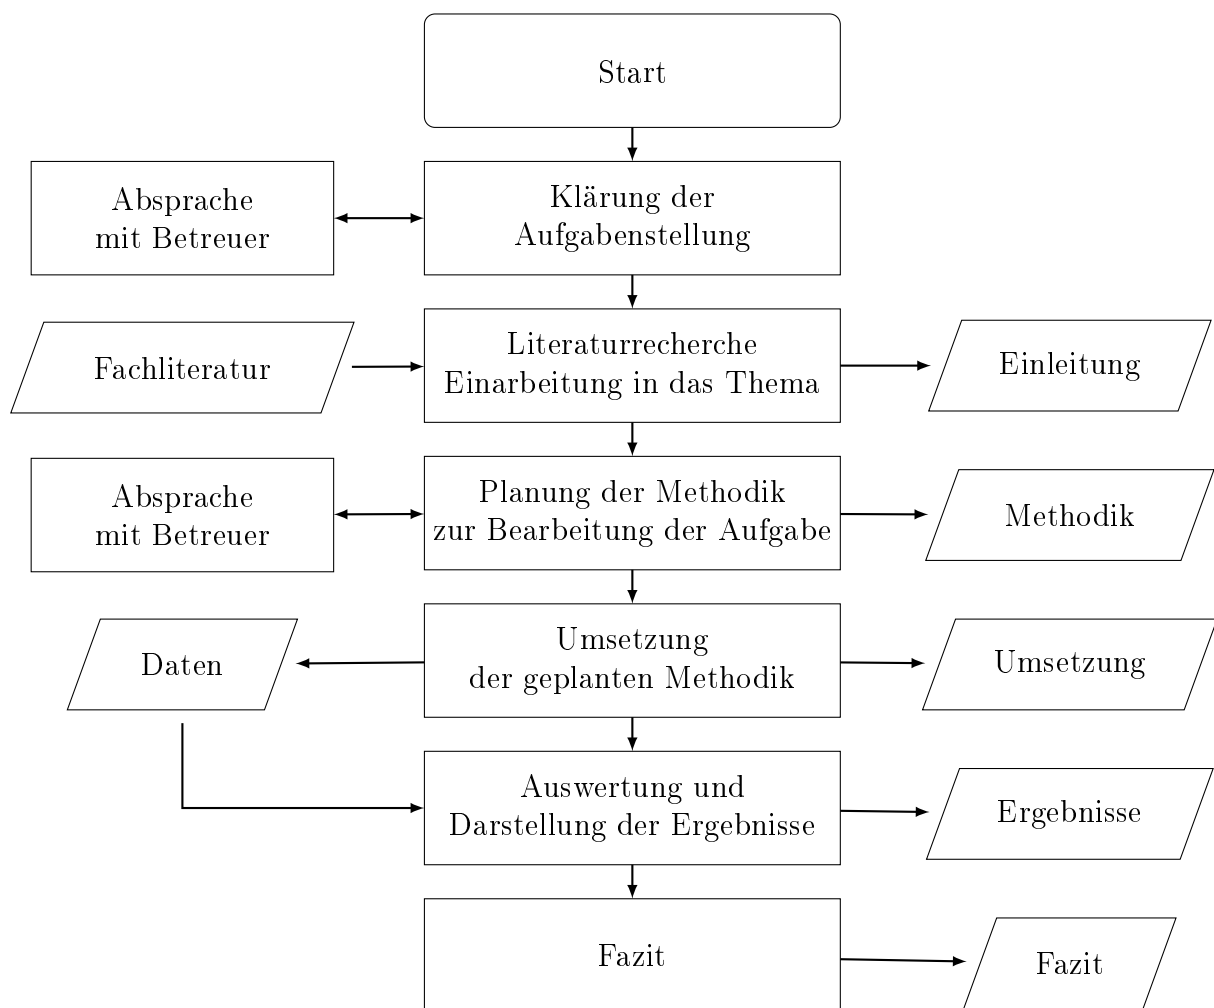 Start
Absprache
mit Betreuer
Klärung der
Aufgabenstellung
Fachliteratur
Literaturrecherche
Einarbeitung in das Thema
Einleitung
Absprache
mit Betreuer
Planung der Methodik
zur Bearbeitung der Aufgabe
Methodik
Daten
Umsetzung
der geplanten Methodik
Umsetzung
Auswertung und
Darstellung der Ergebnisse
Ergebnisse
Fazit
Fazit